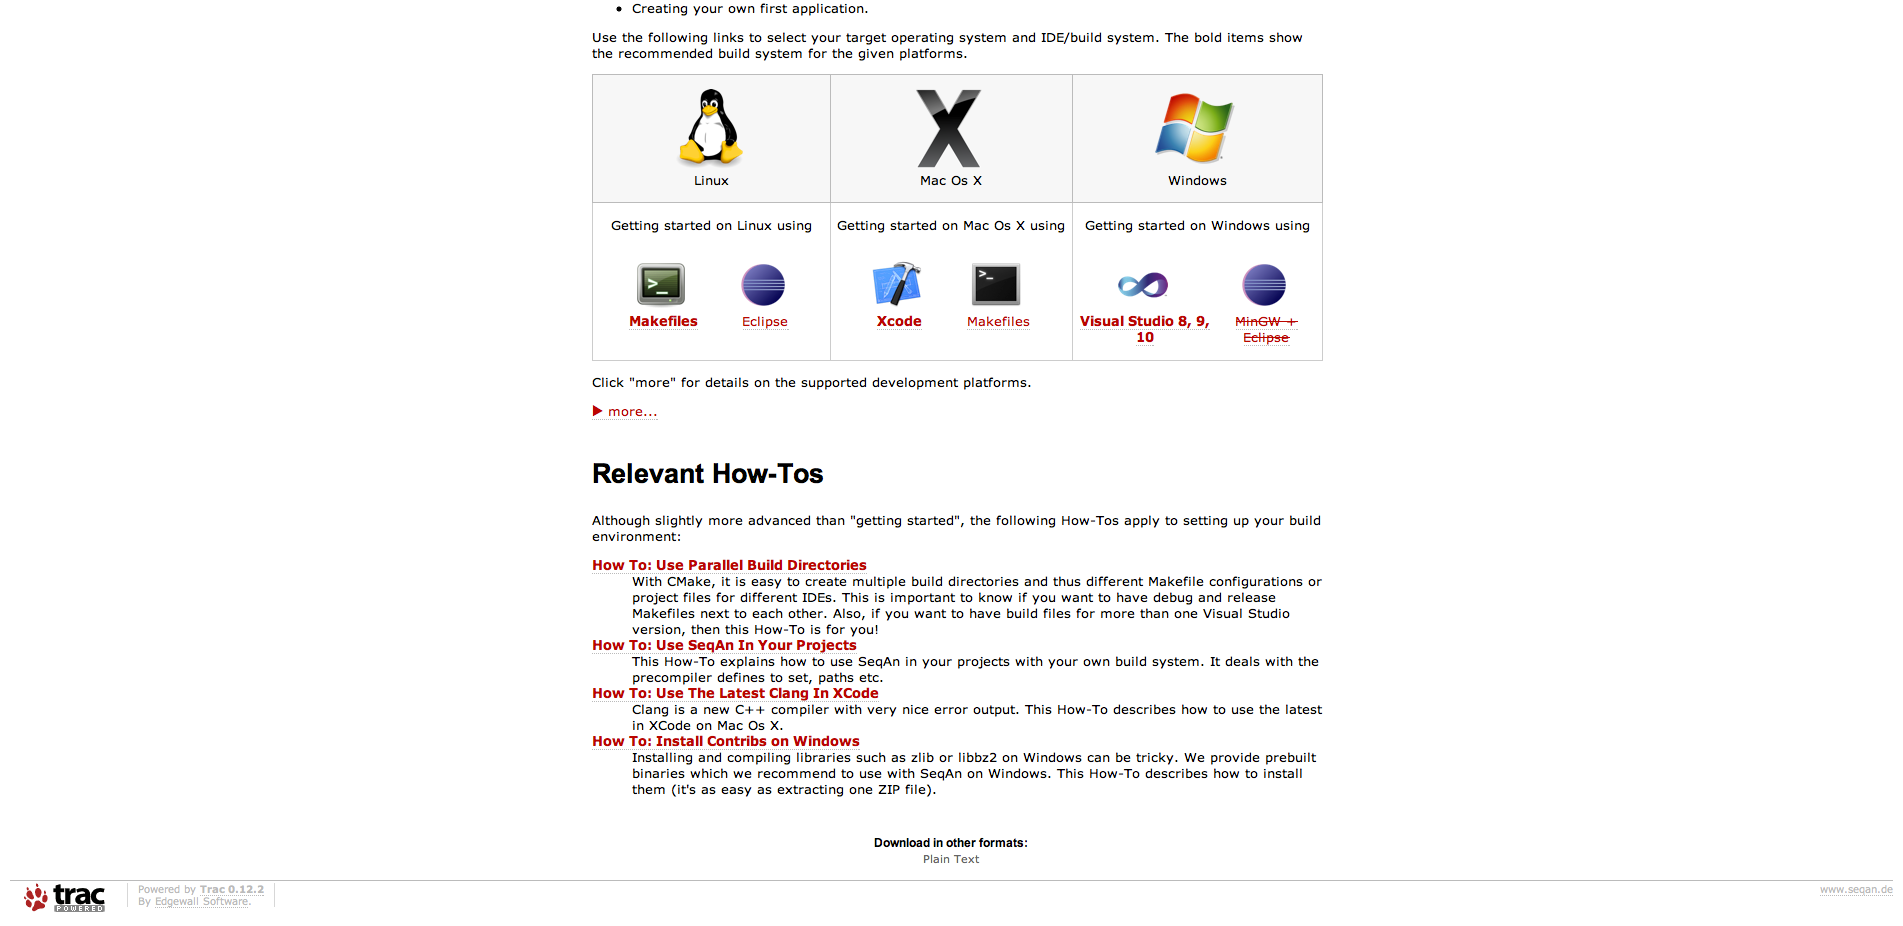 Creating your own first application.
Use the following links to select your target operating system and IDE/build system. The bold items show
the recommended build system for the given platforms.
Linux
Mac Os X
Windows
Getting started on Linux using
Getting started on Mac Os X using
Getting started on Windows using
Makefiles
Eclipse
Xcode
Makefiles
Visual Studio 8, 9,
10
MinGW +
Eclipse
Click "more" for details on the supported development platforms.
more...
Relevant How-Tos
Although slightly more advanced than "getting started", the following How-Tos apply to setting up your build
environment:
How To: Use Parallel Build Directories
With CMake, it is easy to create multiple build directories and thus different Makefile configurations or
project files for different IDEs. This is important to know if you want to have debug and release
Makefiles next to each other. Also, if you want to have build files for more than one Visual Studio
version, then this How-To is for you!
How To: Use SeqAn In Your Projects
This How-To explains how to use SeqAn in your projects with your own build system. It deals with the
precompiler defines to set, paths etc.
How To: Use The Latest Clang In XCode
Clang is a new C++ compiler with very nice error output. This How-To describes how to use the latest
in XCode on Mac Os X.
How To: Install Contribs on Windows
Installing and compiling libraries such as zlib or libbz2 on Windows can be tricky. We provide prebuilt
binaries which we recommend to use with SeqAn on Windows. This How-To describes how to install
them (it's as easy as extracting one ZIP file).
Download in other formats:
Plain Text
trac
POWERED
Powered by Trac 0.12.2
By Edgewall Software.
www.seqan.de